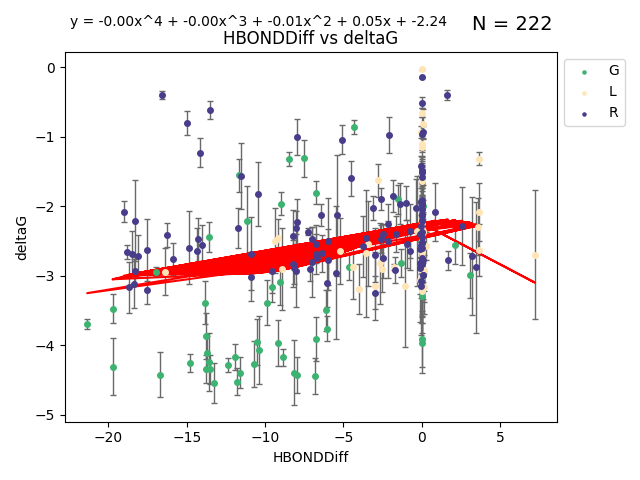 y = -0.00x^4 + -0.00x^3 + -0.01x^2 + 0.05x + -2.24
N = 222
HBONDDiff vs deltaG
G
L
R
deltaG
0
−1
−2
−3
−4
−5
−20
−15
−10
−5
0
5
HBONDDiff